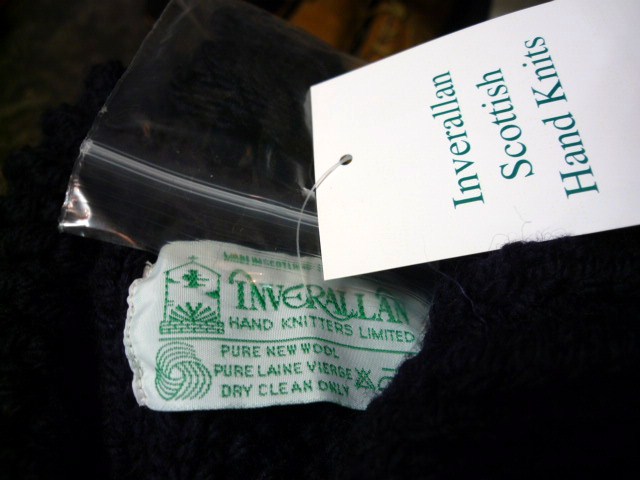 Inverallan
Scottish
Hand Knits
INVERALLAN
HAND KNITTERS LIMITED
PURE NEW WOOL
PURE LAINE VIERGE
DRY CLEAN ONLY